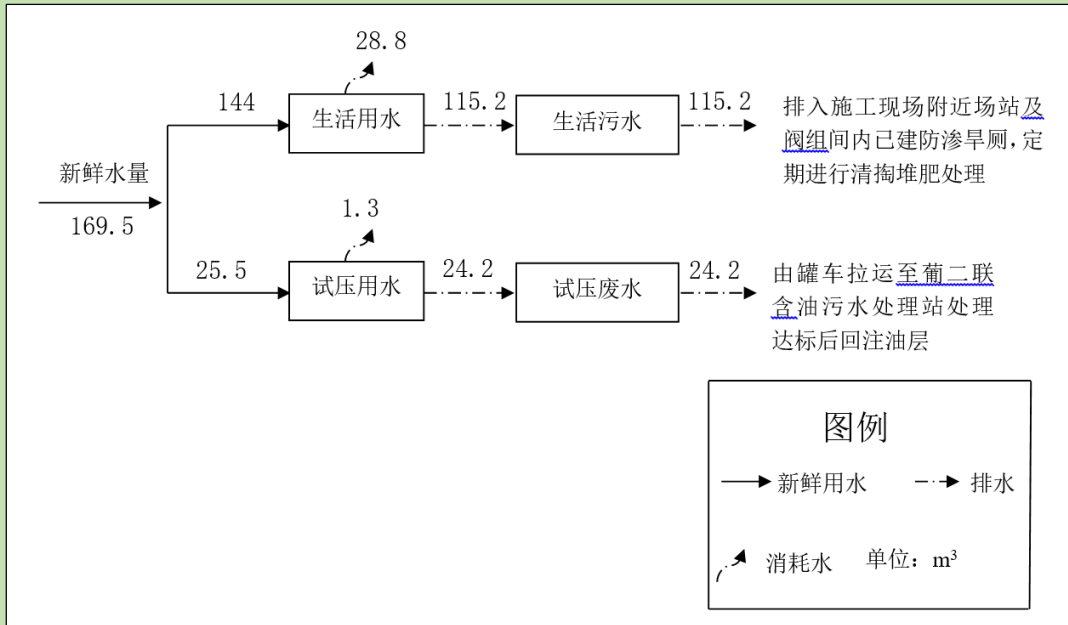 28.8
144
生活用水
115.2
生活污水
115.2
排入施工现场附近场站及
阀组间内已建防渗旱厕，定
期进行清掏堆肥处理
新鲜水量
169.5
1.3
25.5
试压用水
24.2
试压废水
24.2
由罐车拉运至葡二联
含油污水处理站处理
达标后回注油层
图例
新鲜用水
排水
消耗水
单位：m³